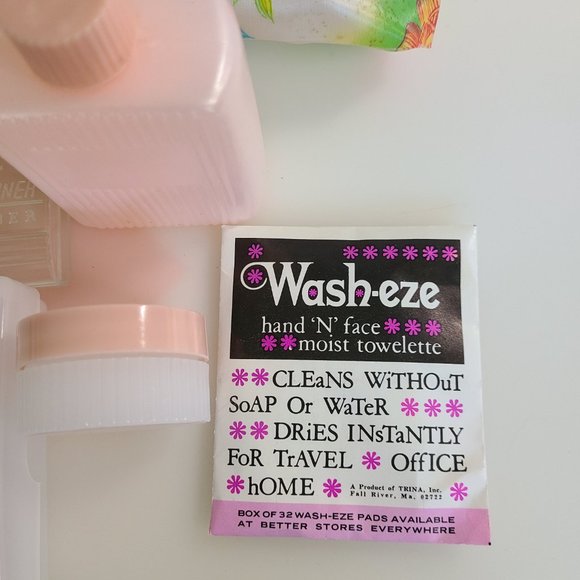 Wash-eze
hand 'N' face
moist towelette
CLEaNS WiTHOuT
SoAP Or WaTeR
DRiES INsTaNTLY
FoR TrAVEL * OffICE
* hOME *
A Product of TRINA, Inc.
Fall River, Ma. 02722
BOX OF 32 WASH-EZE PADS AVAILABLE
AT BETTER STORES EVERYWHERE